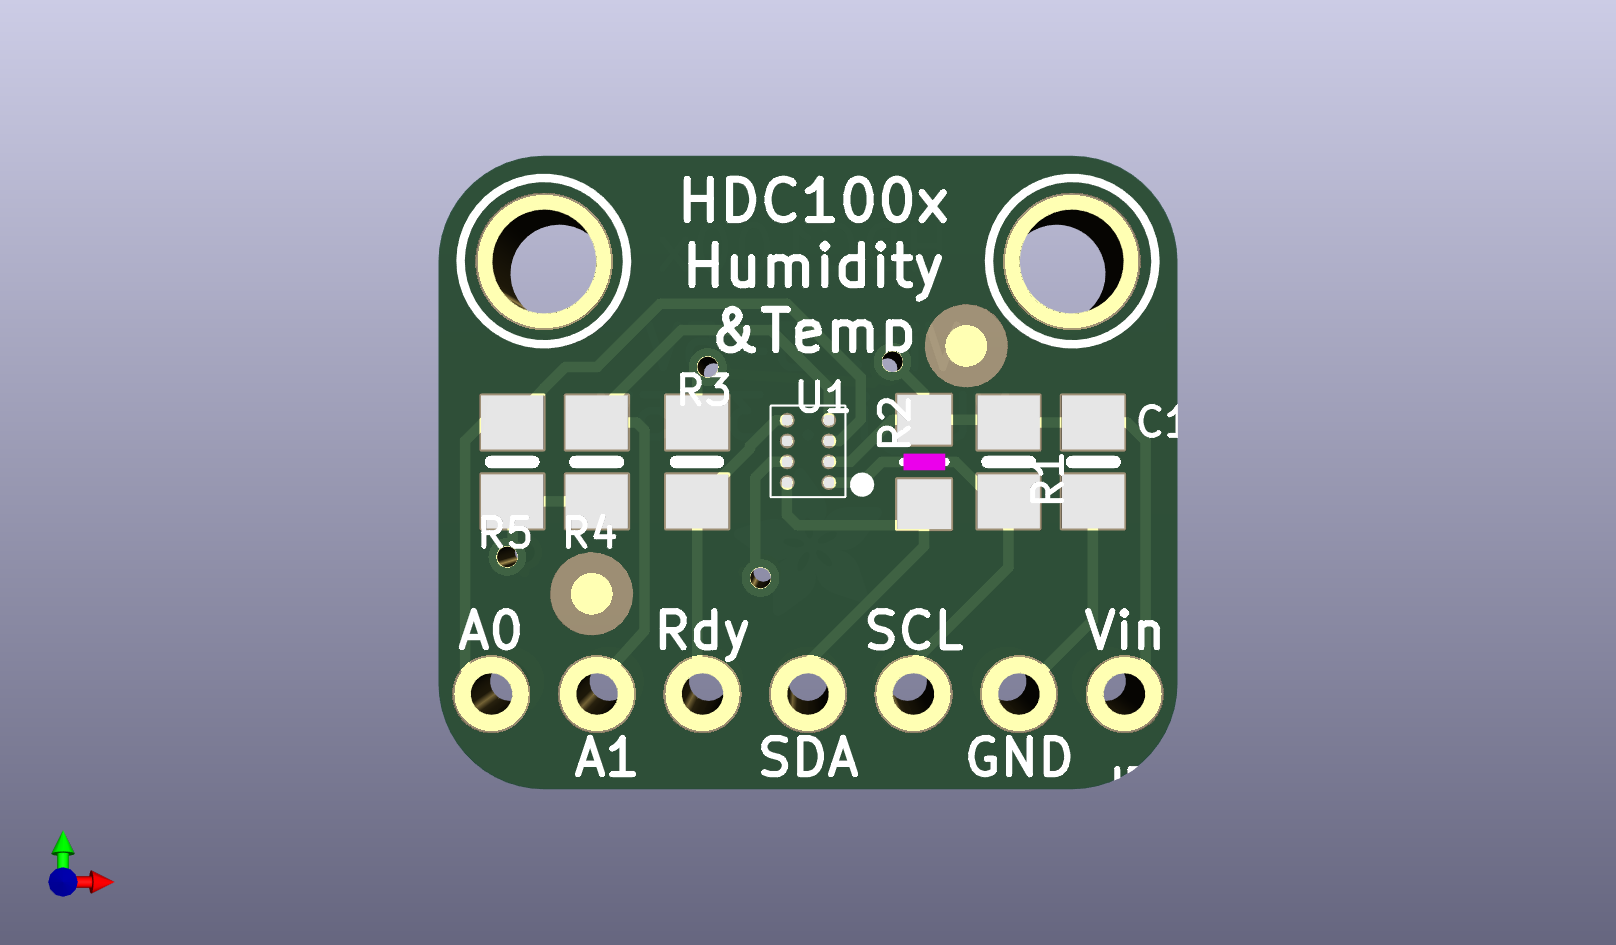 HDC100x
Humidity
&Temp
R3
U1
R2
C1
R1
R5
R4
A0
Rdy
SCL
Vin
A1
SDA
GND